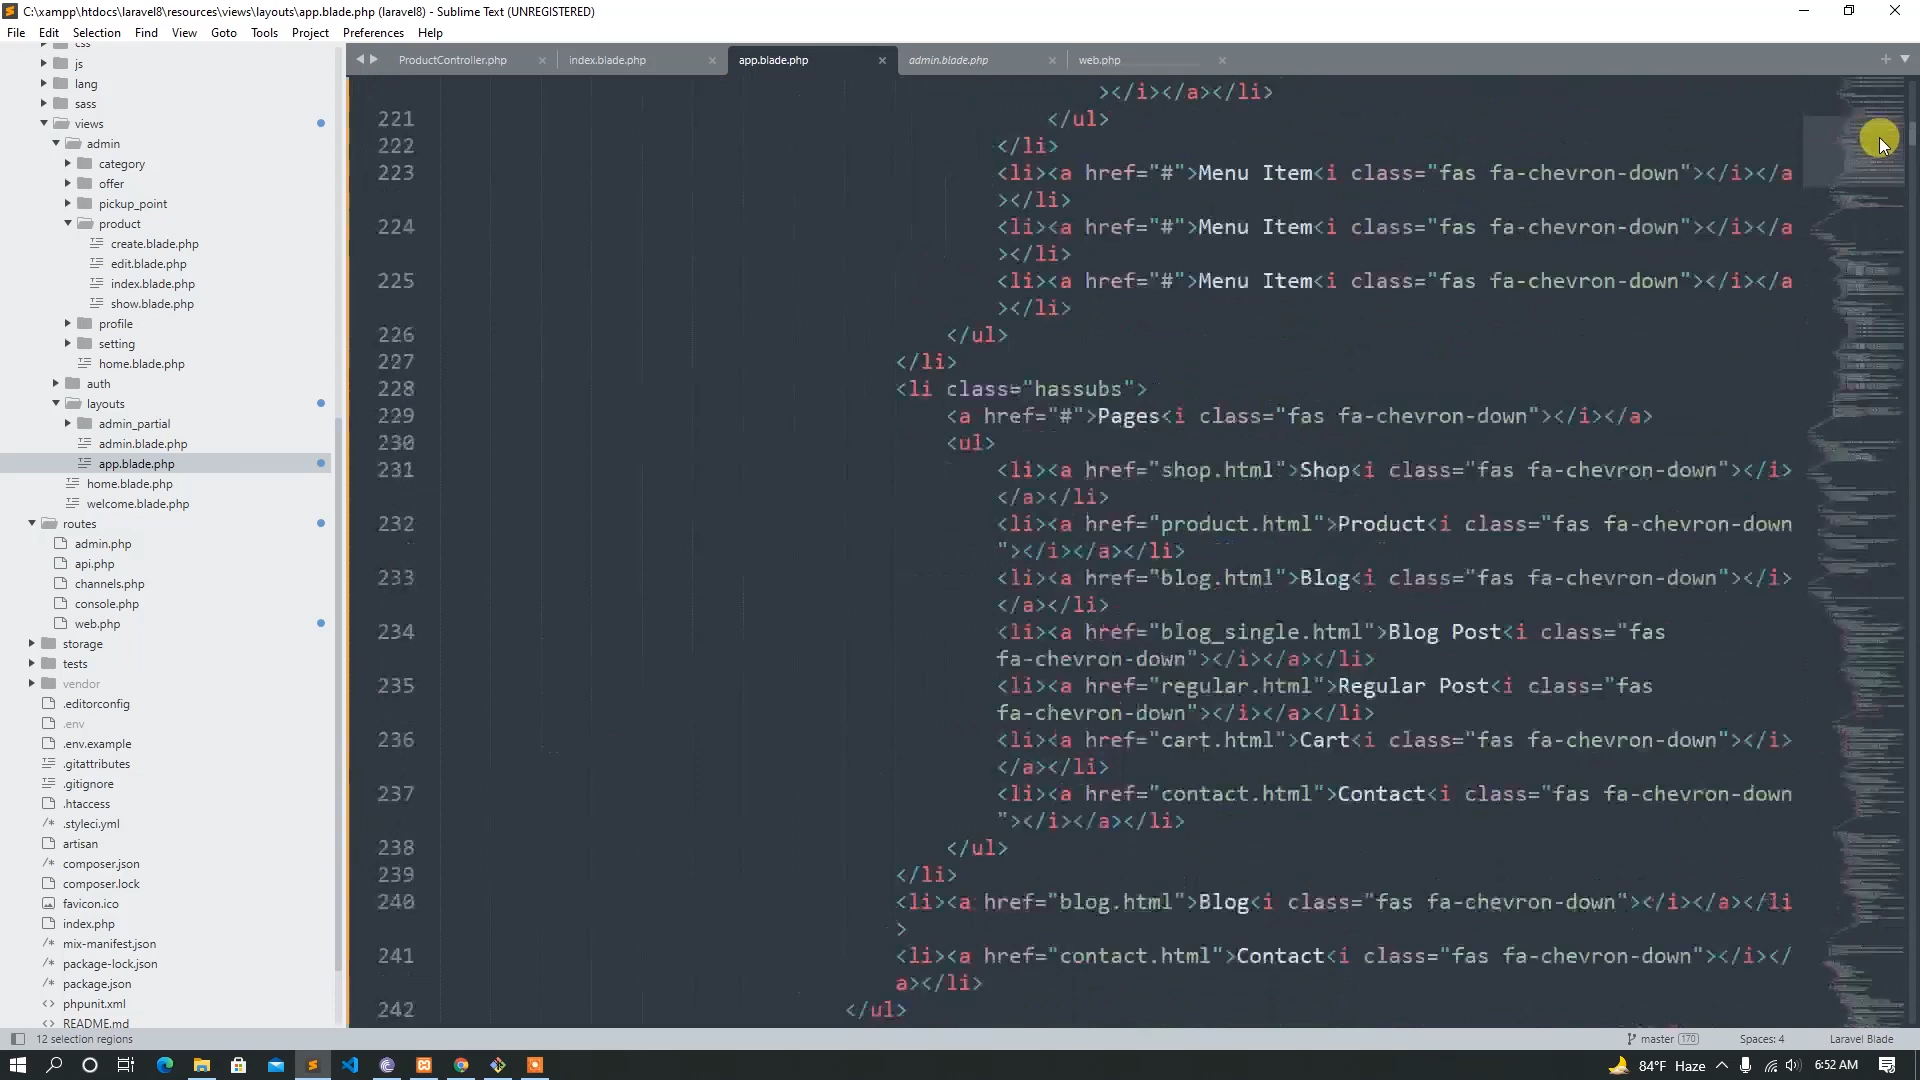 C:\xampp\htdocs\laravel8\resources\views\layouts\app.blade.php (laravel8) - Sublime Text (UNREGISTERED)
File Edit Selection Find View Goto Tools Project Preferences Help
css
js
lang
sass
views
admin
category
offer
pickup_point
product
create.blade.php
edit.blade.php
index.blade.php
show.blade.php
profile
setting
home.blade.php
auth
layouts
admin_partial
admin.blade.php
app.blade.php
home.blade.php
welcome.blade.php
routes
admin.php
api.php
channels.php
console.php
web.php
storage
tests
vendor
.editorconfig
.env
.env.example
.gitattributes
.gitignore
.htaccess
.styleci.yml
artisan
composer.json
composer.lock
favicon.ico
index.php
mix-manifest.json
package-lock.json
package.json
phpunit.xml
README.md
ProductController.php index.blade.php app.blade.php admin.blade.php web.php
></i></a></li>
221 </ul>
222 </li>
223 <li><a href="#">Menu Item<i class="fas fa-chevron-down"></i></a
></li>
224 <li><a href="#">Menu Item<i class="fas fa-chevron-down"></i></a
></li>
225 <li><a href="#">Menu Item<i class="fas fa-chevron-down"></i></a
></li>
226 </ul>
227 </li>
228 <li class="hassubs">
229 <a href="#">Pages<i class="fas fa-chevron-down"></i></a>
230 <ul>
231 <li><a href="shop.html">Shop<i class="fas fa-chevron-down"></i>
</a></li>
232 <li><a href="product.html">Product<i class="fas fa-chevron-down
"></i></a></li>
233 <li><a href="blog.html">Blog<i class="fas fa-chevron-down"></i>
</a></li>
234 <li><a href="blog_single.html">Blog Post<i class="fas
fa-chevron-down"></i></a></li>
235 <li><a href="regular.html">Regular Post<i class="fas
fa-chevron-down"></i></a></li>
236 <li><a href="cart.html">Cart<i class="fas fa-chevron-down"></i>
</a></li>
237 <li><a href="contact.html">Contact<i class="fas fa-chevron-down
"></i></a></li>
238 </ul>
239 </li>
240 <li><a href="blog.html">Blog<i class="fas fa-chevron-down"></i></a></li
>
241 <li><a href="contact.html">Contact<i class="fas fa-chevron-down"></i></
a></li>
242 </ul>
12 selection regions master 170 Spaces: 4 Laravel Blade
84°F Haze 6:52 AM